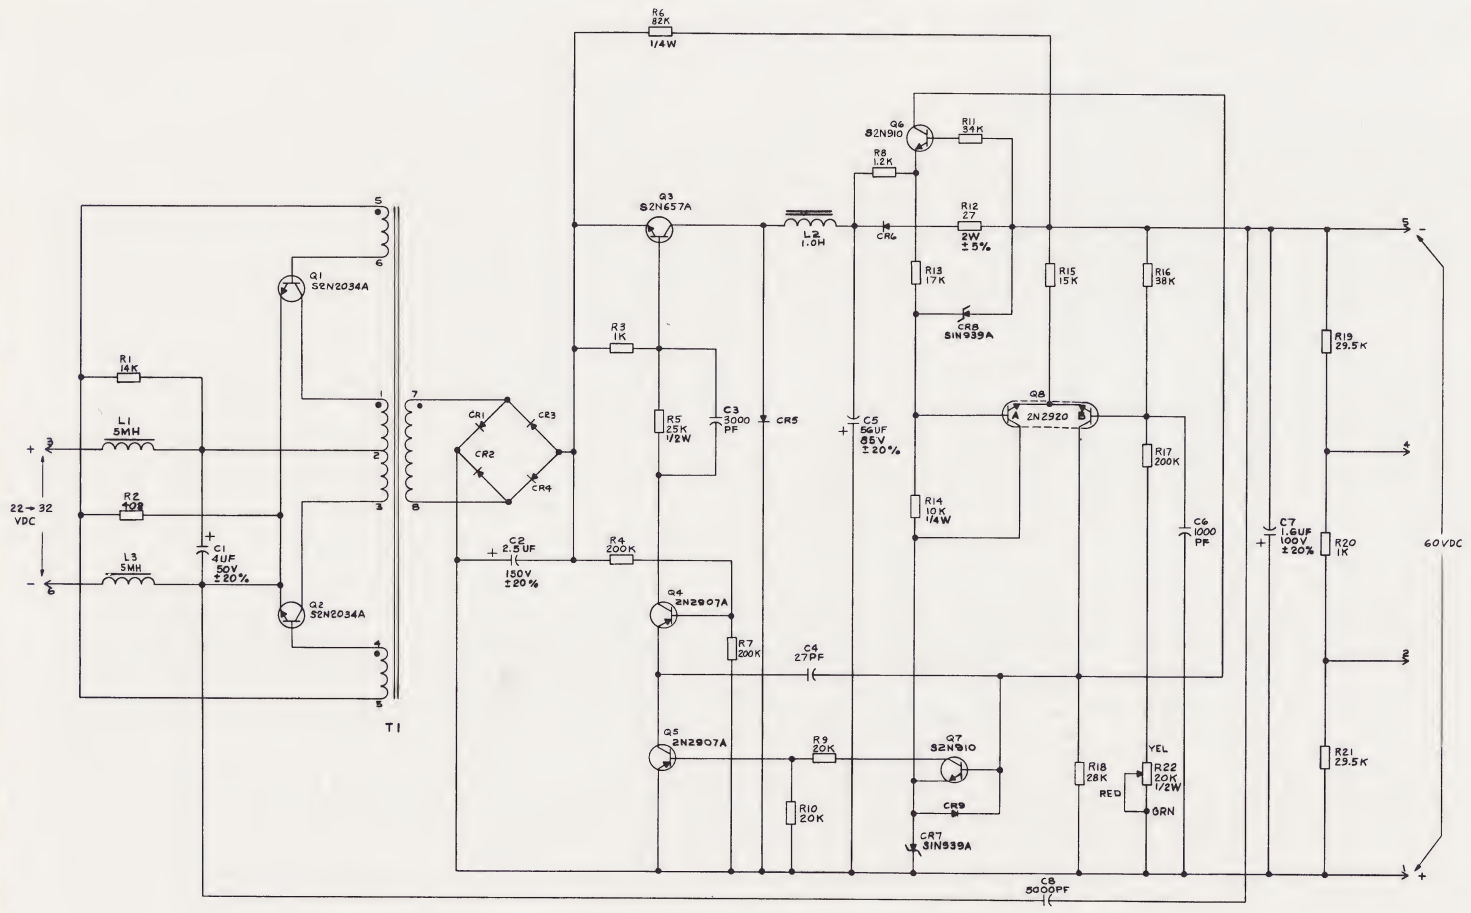 R6
82K
1/4W
Q6
S2N910
R11
34K
R8
1.2K
5
Q3
S2N657A
R12
27
2W
±5%
5
-
L2
1.0H
CR6
6
Q1
S2N2034A
R13
17K
R15
15K
R16
38K
CR8
S1N939A
R3
1K
R19
29.5K
R1
14K
1
7
Q8
A
2N2920
B
CR1
CR3
R5
25K
1/2W
C3
3000
PF
CR5
C5
56UF
85V
±20%
+
L1
5MH
+
3
2
CR2
CR4
R17
200K
4
22→32
VDC
R2
402
3
8
R14
10K
1/4W
C6
1000
PF
C7
1.6UF
100V
±20%
+
R20
1K
60VDC
+
C1
4UF
50V
±20%
C2
2.5UF
+
150V
±20%
R4
200K
L3
5MH
-
6
Q2
S2N2034A
Q4
2N2907A
4
R7
200K
C4
27PF
2
5
T1
Q5
2N2907A
R9
20K
Q7
S2N910
YEL
R22
20K
1/2W
RED
GRN
R18
28K
R21
29.5K
R10
20K
CR9
CR7
S1N939A
1
+
C8
5000PF